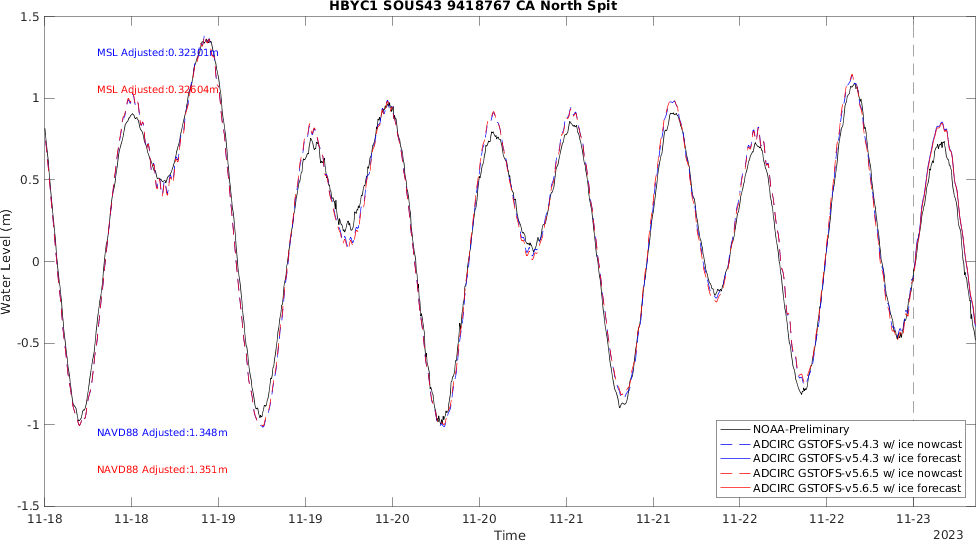 HBYC1 SOUS43 9418767 CA North Spit
1.5
MSL Adjusted:0.32301m
MSL Adjusted:0.32604m
1
0.5
0
Water Level (m)
-0.5
-1
NAVD88 Adjusted:1.348m
NAVD88 Adjusted:1.351m
NOAA-Preliminary
ADCIRC GSTOFS-v5.4.3 w/ ice nowcast
ADCIRC GSTOFS-v5.4.3 w/ ice forecast
ADCIRC GSTOFS-v5.6.5 w/ ice nowcast
ADCIRC GSTOFS-v5.6.5 w/ ice forecast
-1.5
11-18 11-18 11-19 11-19 11-20 11-20 11-21 11-21 11-22 11-22 11-23
Time
2023